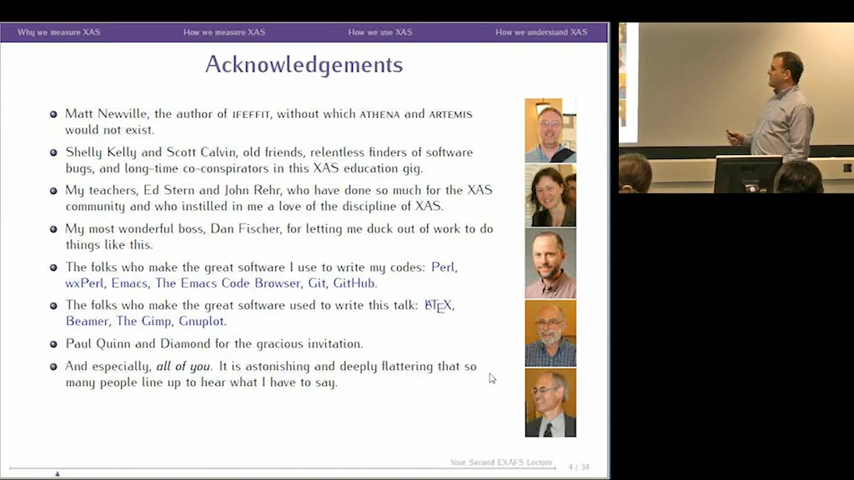 Why we measure XAS
How we measure XAS
How we use XAS
How we understand XAS
Acknowledgements
Matt Newville, the author of IFEFFIT, without which ATHENA and ARTEMIS
would not exist.
Shelly Kelly and Scott Calvin, old friends, relentless finders of software
bugs, and long-time co-conspirators in this XAS education gig.
My teachers, Ed Stern and John Rehr, who have done so much for the XAS
community and who instilled in me a love of the discipline of XAS.
My most wonderful boss, Dan Fischer, for letting me duck out of work to do
things like this.
The folks who make the great software I use to write my codes: Perl,
wxPerl, Emacs, The Emacs Code Browser, Git, GitHub.
The folks who make the great software used to write this talk: LATEX,
Beamer, The Gimp, Gnuplot.
Paul Quinn and Diamond for the gracious invitation.
And especially, all of you. It is astonishing and deeply flattering that so
many people line up to hear what I have to say.
Your Second EXAFS Lecture
4 / 34